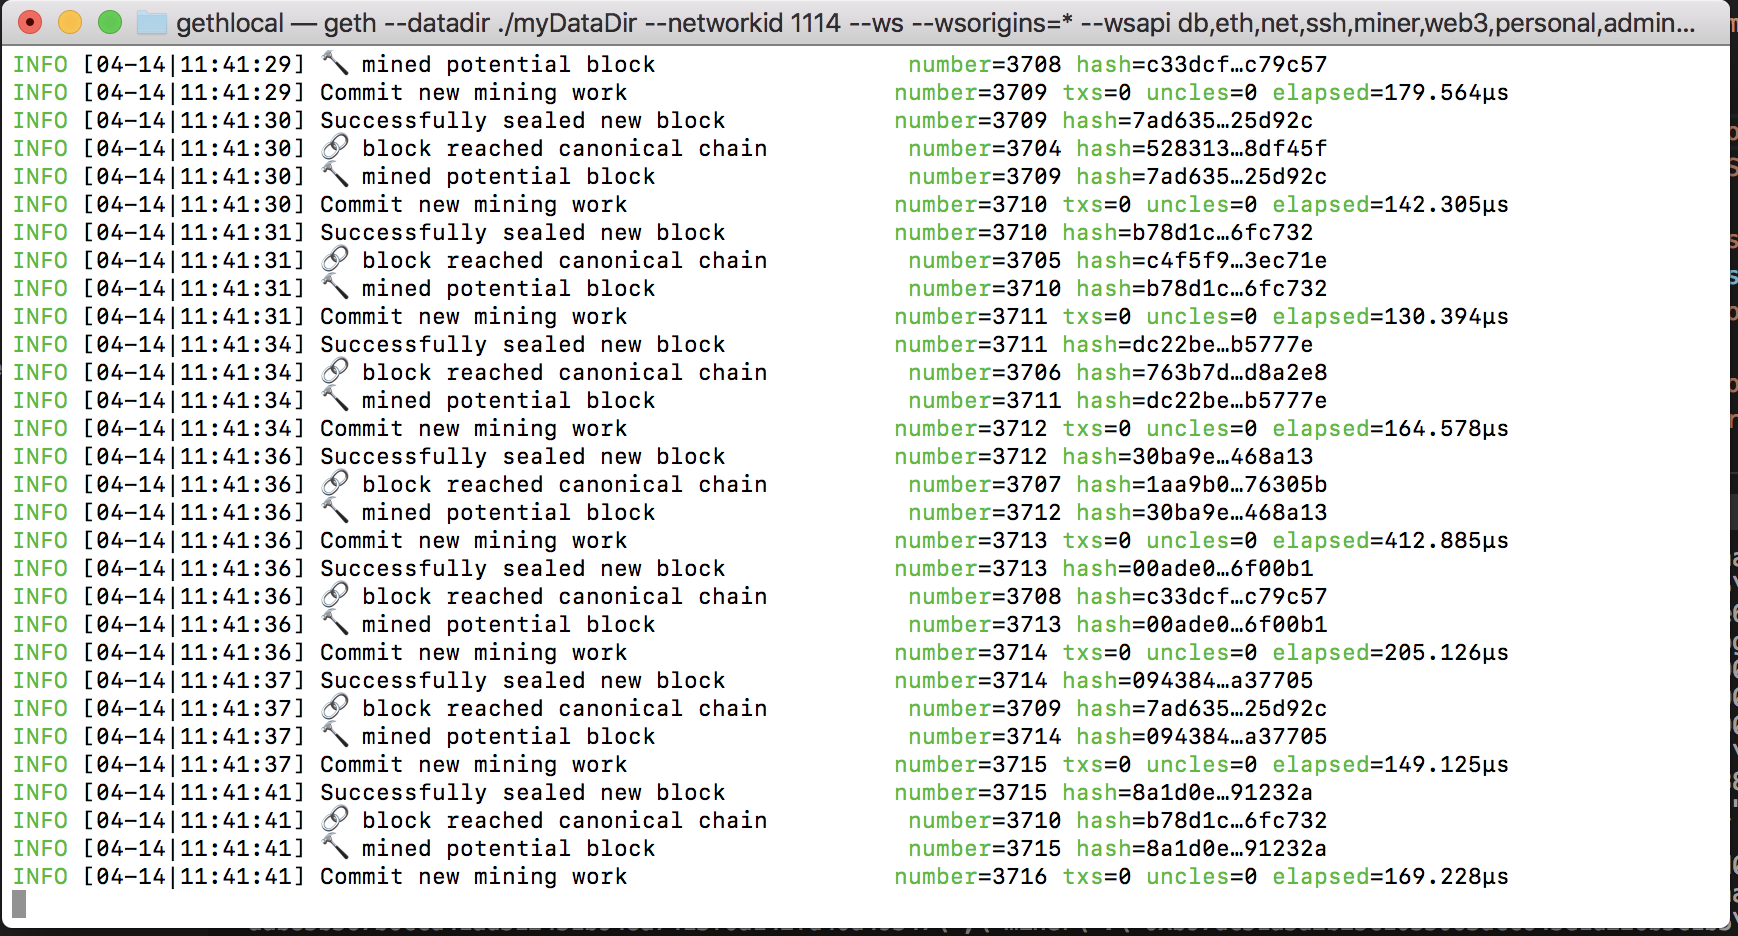 gethlocal — geth --datadir ./myDataDir --networkid 1114 --ws --wsorigins=* --wsapi db,eth,net,ssh,miner,web3,personal,admin...
INFO [04-14|11:41:29] 🔨 mined potential block number=3708 hash=c33dcf…c79c57
INFO [04-14|11:41:29] Commit new mining work number=3709 txs=0 uncles=0 elapsed=179.564µs
INFO [04-14|11:41:30] Successfully sealed new block number=3709 hash=7ad635…25d92c
INFO [04-14|11:41:30] 🔗 block reached canonical chain number=3704 hash=528313…8df45f
INFO [04-14|11:41:30] 🔨 mined potential block number=3709 hash=7ad635…25d92c
INFO [04-14|11:41:30] Commit new mining work number=3710 txs=0 uncles=0 elapsed=142.305µs
INFO [04-14|11:41:31] Successfully sealed new block number=3710 hash=b78d1c…6fc732
INFO [04-14|11:41:31] 🔗 block reached canonical chain number=3705 hash=c4f5f9…3ec71e
INFO [04-14|11:41:31] 🔨 mined potential block number=3710 hash=b78d1c…6fc732
INFO [04-14|11:41:31] Commit new mining work number=3711 txs=0 uncles=0 elapsed=130.394µs
INFO [04-14|11:41:34] Successfully sealed new block number=3711 hash=dc22be…b5777e
INFO [04-14|11:41:34] 🔗 block reached canonical chain number=3706 hash=763b7d…d8a2e8
INFO [04-14|11:41:34] 🔨 mined potential block number=3711 hash=dc22be…b5777e
INFO [04-14|11:41:34] Commit new mining work number=3712 txs=0 uncles=0 elapsed=164.578µs
INFO [04-14|11:41:36] Successfully sealed new block number=3712 hash=30ba9e…468a13
INFO [04-14|11:41:36] 🔗 block reached canonical chain number=3707 hash=1aa9b0…76305b
INFO [04-14|11:41:36] 🔨 mined potential block number=3712 hash=30ba9e…468a13
INFO [04-14|11:41:36] Commit new mining work number=3713 txs=0 uncles=0 elapsed=412.885µs
INFO [04-14|11:41:36] Successfully sealed new block number=3713 hash=00ade0…6f00b1
INFO [04-14|11:41:36] 🔗 block reached canonical chain number=3708 hash=c33dcf…c79c57
INFO [04-14|11:41:36] 🔨 mined potential block number=3713 hash=00ade0…6f00b1
INFO [04-14|11:41:36] Commit new mining work number=3714 txs=0 uncles=0 elapsed=205.126µs
INFO [04-14|11:41:37] Successfully sealed new block number=3714 hash=094384…a37705
INFO [04-14|11:41:37] 🔗 block reached canonical chain number=3709 hash=7ad635…25d92c
INFO [04-14|11:41:37] 🔨 mined potential block number=3714 hash=094384…a37705
INFO [04-14|11:41:37] Commit new mining work number=3715 txs=0 uncles=0 elapsed=149.125µs
INFO [04-14|11:41:41] Successfully sealed new block number=3715 hash=8a1d0e…91232a
INFO [04-14|11:41:41] 🔗 block reached canonical chain number=3710 hash=b78d1c…6fc732
INFO [04-14|11:41:41] 🔨 mined potential block number=3715 hash=8a1d0e…91232a
INFO [04-14|11:41:41] Commit new mining work number=3716 txs=0 uncles=0 elapsed=169.228µs